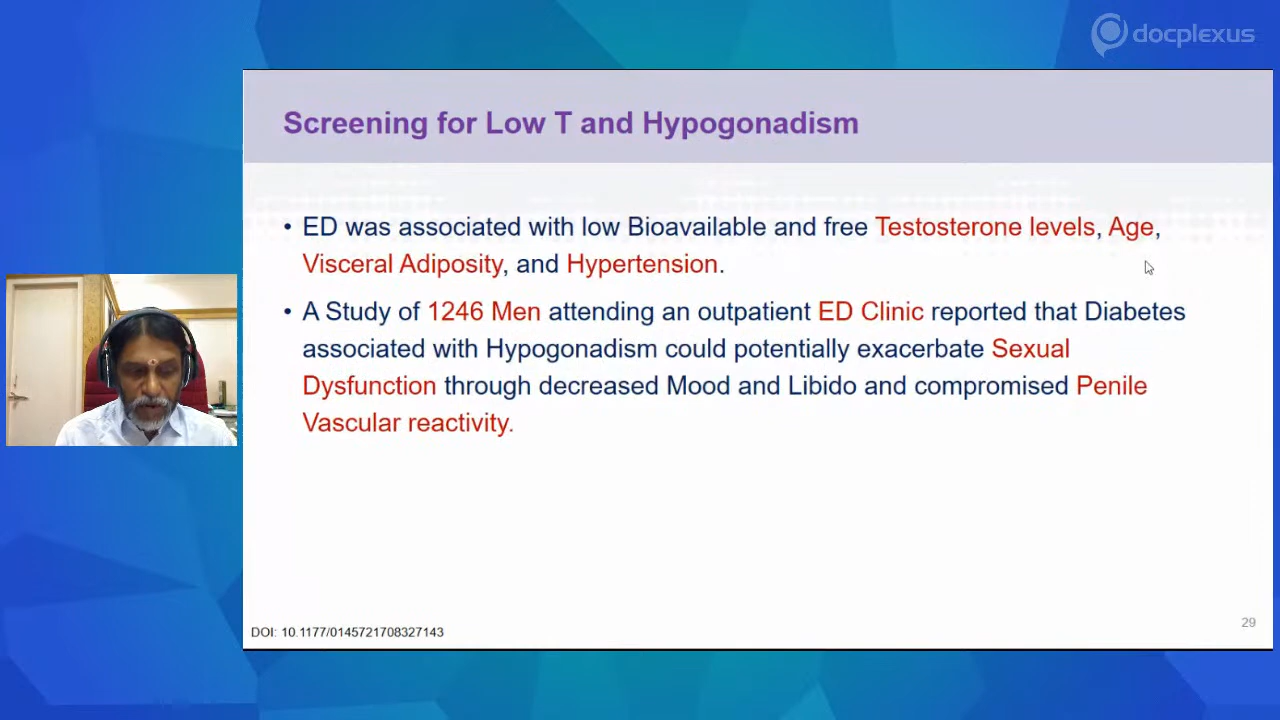 docplexus
Screening for Low T and Hypogonadism
• ED was associated with low Bioavailable and free Testosterone levels, Age,
Visceral Adiposity, and Hypertension.
• A Study of 1246 Men attending an outpatient ED Clinic reported that Diabetes
associated with Hypogonadism could potentially exacerbate Sexual
Dysfunction through decreased Mood and Libido and compromised Penile
Vascular reactivity.
29
DOI: 10.1177/0145721708327143